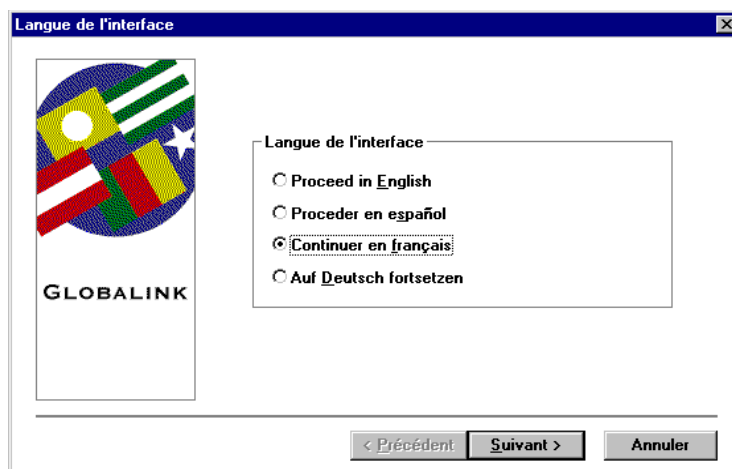 Langue de l'interface
Langue de l'interface
Proceed in English
Proceder en español
Continuer en français
Auf Deutsch fortsetzen
GLOBALINK
< Précédent
Suivant >
Annuler